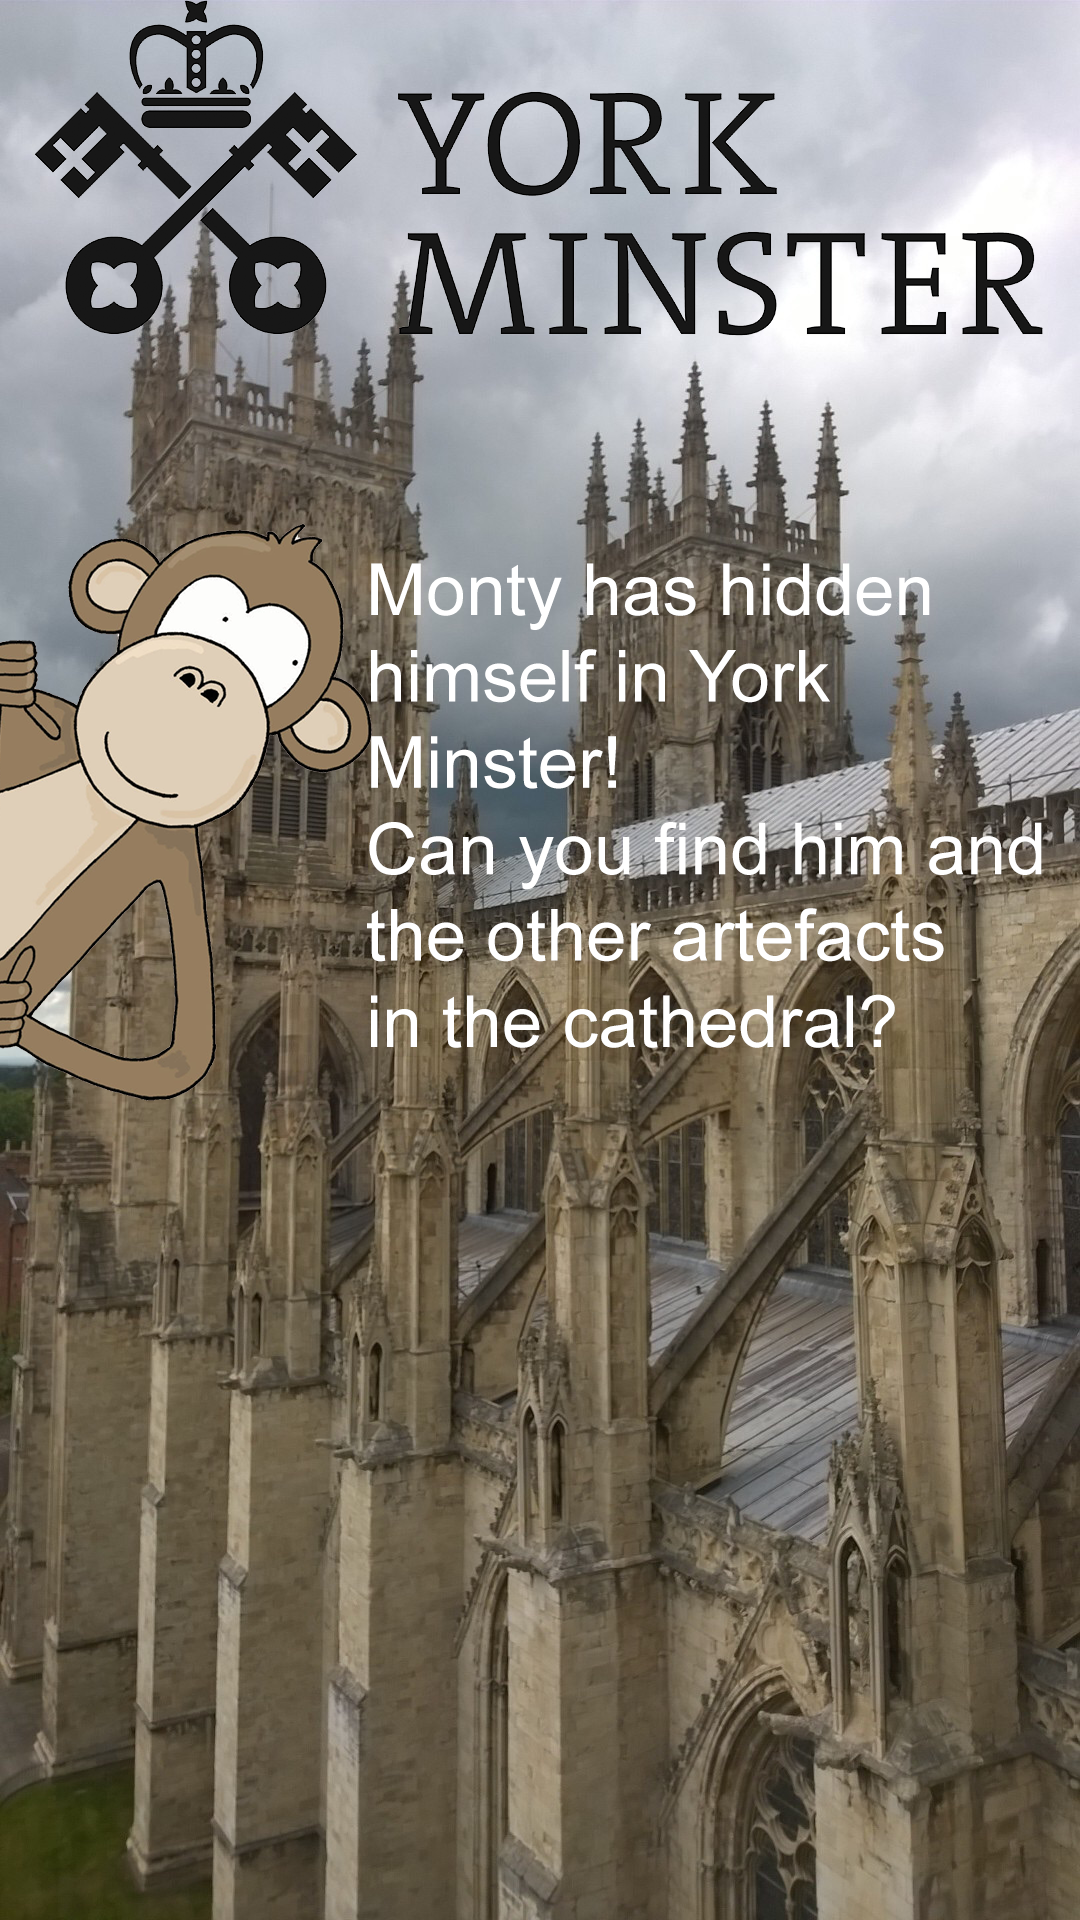 YORK
MINSTER
Monty has hidden
himself in York
Minster!
Can you find him and
the other artefacts
in the cathedral?